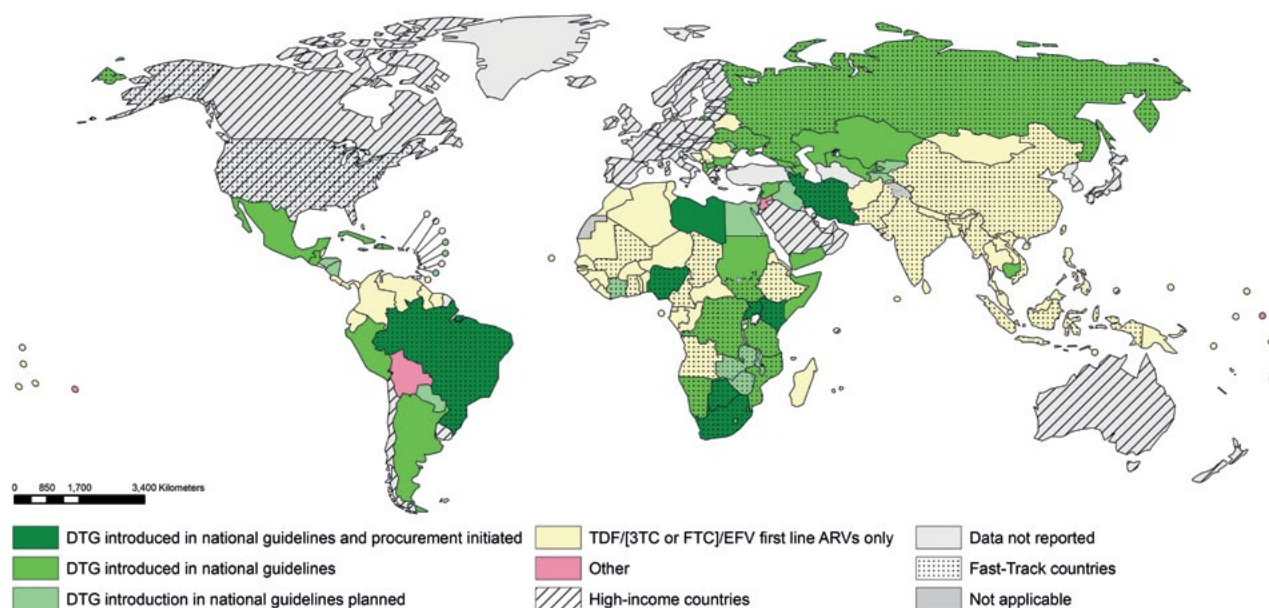 0 850 1,700 3,400 Kilometers
DTG introduced in national guidelines and procurement initiated
DTG introduced in national guidelines
DTG introduction in national guidelines planned
TDF/[3TC or FTC]/EFV first line ARVs only
Other
High-income countries
Data not reported
Fast-Track countries
Not applicable